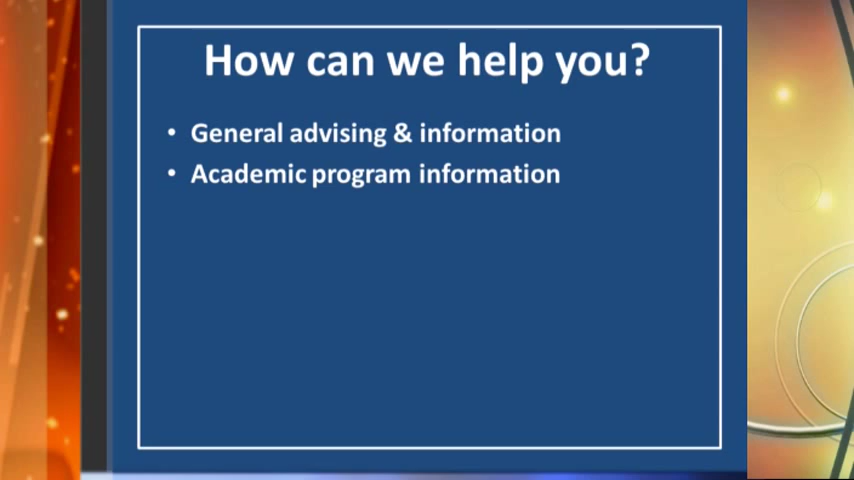 How can we help you?
• General advising & information
• Academic program information